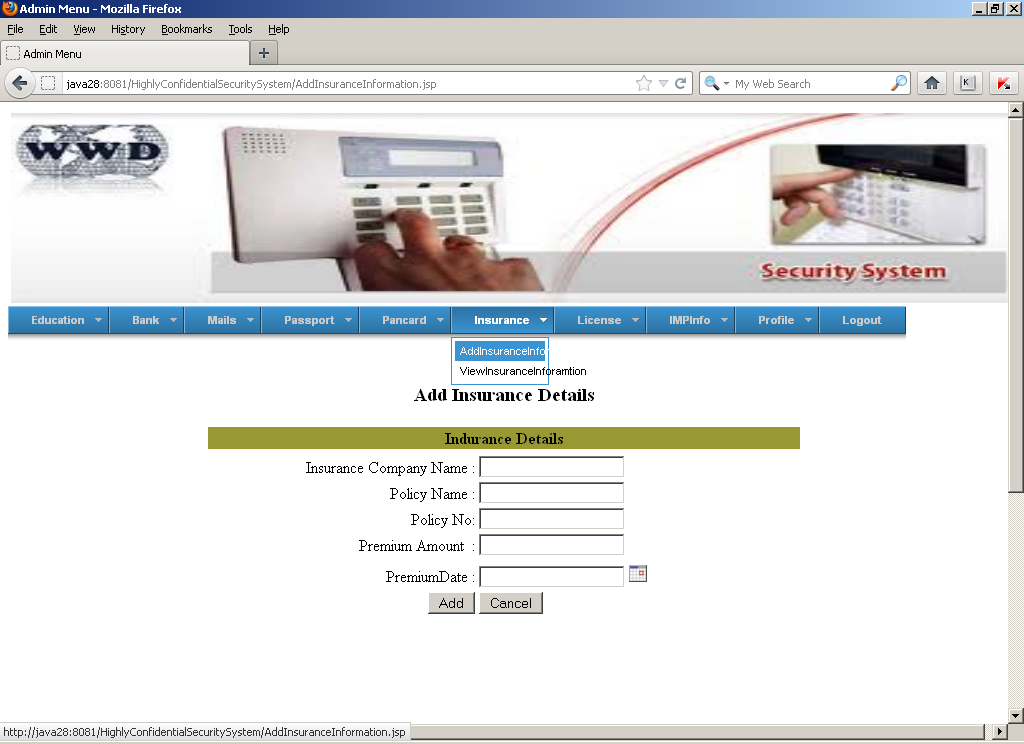 Admin Menu - Mozilla Firefox
File Edit View History Bookmarks Tools Help
Admin Menu
java28:8081/HighlyConfidentialSecuritySystem/AddInsuranceInformation.jsp My Web Search
WWD
Security System
Education Bank Mails Passport Pancard Insurance License IMPInfo Profile Logout
AddInsuranceInfo
ViewInsuranceInforamtion
Add Insurance Details
Indurance Details
Insurance Company Name :
Policy Name :
Policy No:
Premium Amount :
PremiumDate :
Add Cancel
http://java28:8081/HighlyConfidentialSecuritySystem/AddInsuranceInformation.jsp